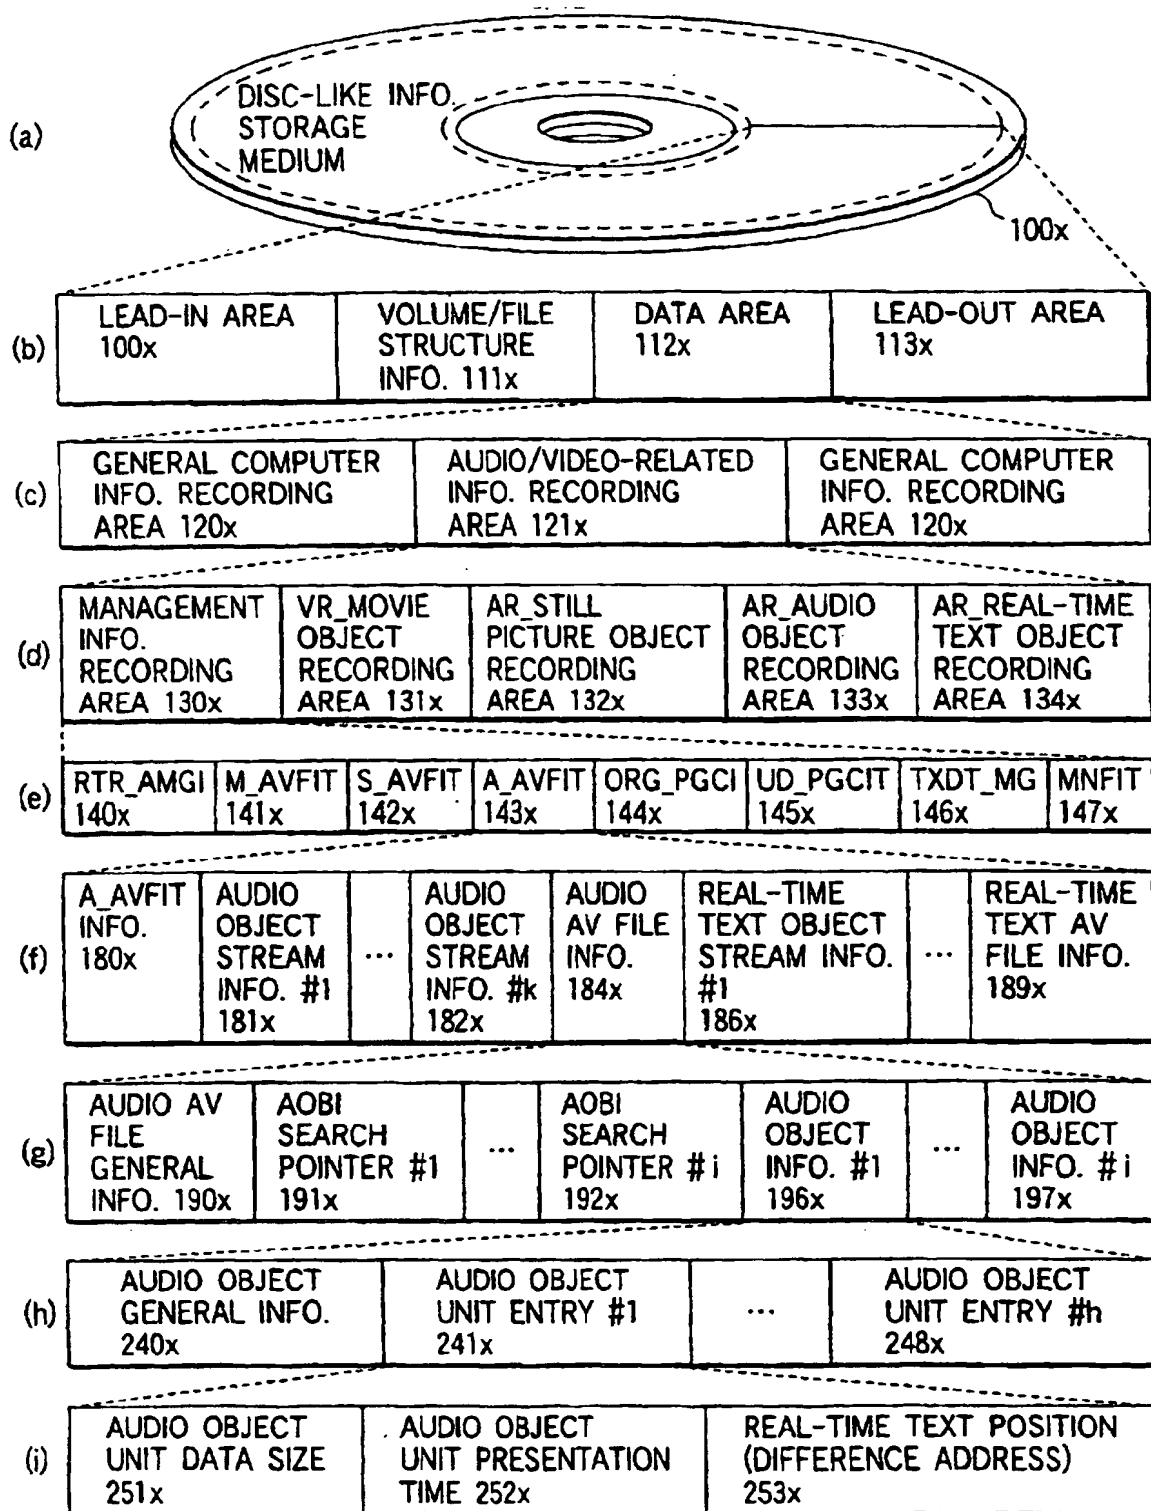 (a)
DISC-LIKE INFO.
STORAGE
MEDIUM
100x
(b)
LEAD-IN AREA
100x
VOLUME/FILE
STRUCTURE
INFO. 111x
DATA AREA
112x
LEAD-OUT AREA
113x
(c)
GENERAL COMPUTER
INFO. RECORDING
AREA 120x
AUDIO/VIDEO-RELATED
INFO. RECORDING
AREA 121x
GENERAL COMPUTER
INFO. RECORDING
AREA 120x
(d)
MANAGEMENT
INFO.
RECORDING
AREA 130x
VR_MOVIE
OBJECT
RECORDING
AREA 131x
AR_STILL
PICTURE OBJECT
RECORDING
AREA 132x
AR_AUDIO
OBJECT
RECORDING
AREA 133x
AR_REAL-TIME
TEXT OBJECT
RECORDING
AREA 134x
(e)
RTR_AMGI
140x
M_AVFIT
141x
S_AVFIT
142x
A_AVFIT
143x
ORG_PGCI
144x
UD_PGCIT
145x
TXDT_MG
146x
MNFIT
147x
(f)
A_AVFIT
INFO.
180x
AUDIO
OBJECT
STREAM
INFO. #1
181x
...
AUDIO
OBJECT
STREAM
INFO. #k
182x
AUDIO
AV FILE
INFO.
184x
REAL-TIME
TEXT OBJECT
STREAM INFO.
#1
186x
...
REAL-TIME
TEXT AV
FILE INFO.
189x
(g)
AUDIO AV
FILE
GENERAL
INFO. 190x
AOBI
SEARCH
POINTER #1
191x
...
AOBI
SEARCH
POINTER #i
192x
AUDIO
OBJECT
INFO. #1
196x
...
AUDIO
OBJECT
INFO. #i
197x
(h)
AUDIO OBJECT
GENERAL INFO.
240x
AUDIO OBJECT
UNIT ENTRY #1
241x
...
AUDIO OBJECT
UNIT ENTRY #h
248x
(i)
AUDIO OBJECT
UNIT DATA SIZE
251x
AUDIO OBJECT
UNIT PRESENTATION
TIME 252x
REAL-TIME TEXT POSITION
(DIFFERENCE ADDRESS)
253x